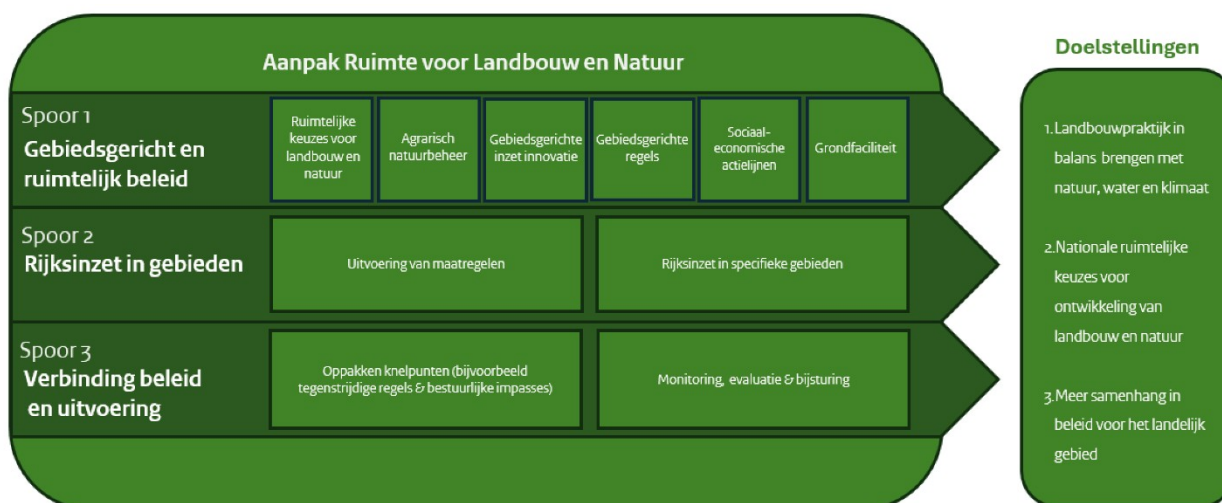 Aanpak Ruimte voor Landbouw en Natuur
Spoor 1
Gebiedsgericht en
ruimtelijk beleid
Ruimtelijke
keuzes voor
landbouw en
natuur
Agrarisch
natuurbeheer
Gebiedsgerichte
inzet innovatie
Gebiedsgerichte
regels
Sociaal-
economische
actielijnen
Grondfaciliteit
Spoor 2
Rijksinzet in gebieden
Uitvoering van maatregelen
Rijksinzet in specifieke gebieden
Spoor 3
Verbinding beleid
en uitvoering
Oppakken knelpunten (bijvoorbeeld
tegenstrijdige regels & bestuurlijke impasses)
Monitoring, evaluatie & bijsturing
Doelstellingen
1.Landbouwpraktijk in
balans brengen met
natuur, water en klimaat
2.Nationale ruimtelijke
keuzes voor
ontwikkeling van
landbouw en natuur
3.Meer samenhang in
beleid voor het landelijk
gebied